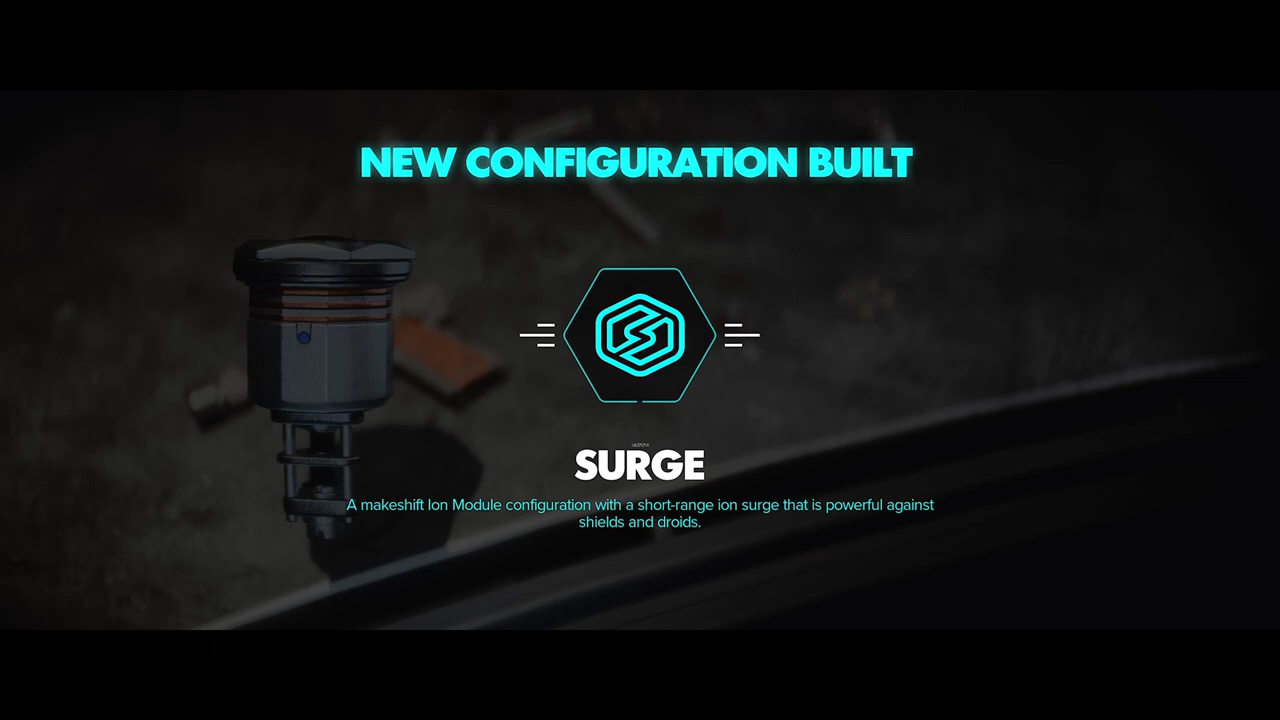 NEW CONFIGURATION BUILT
SURGE
A makeshift Ion Module configuration with a short-range ion surge that is powerful against
shields and droids.